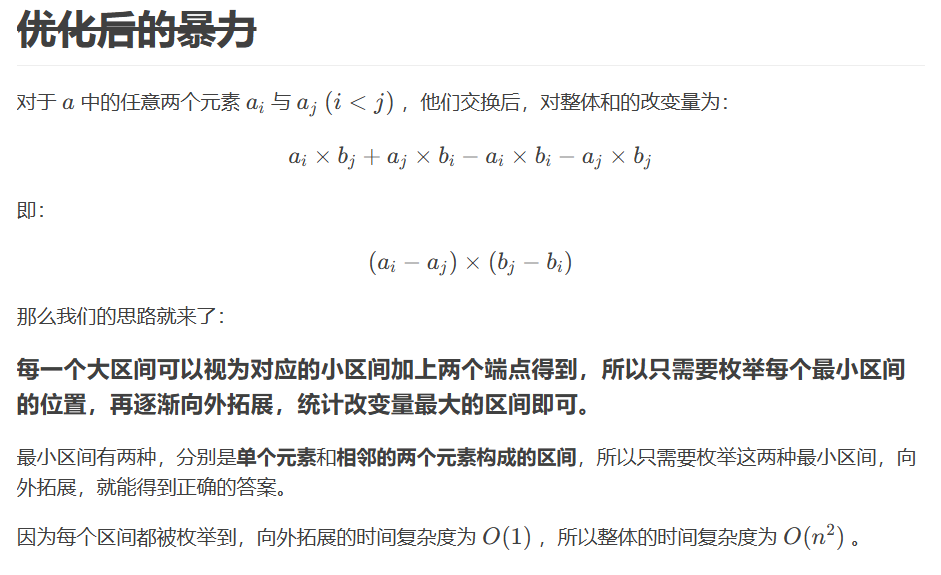 优化后的暴力
对于 a 中的任意两个元素 a_i 与 a_j (i < j) ，他们交换后，对整体和的改变量为：
a_i × b_j + a_j × b_i − a_i × b_i − a_j × b_j
即：
(a_i − a_j) × (b_j − b_i)
那么我们的思路就来了：
每一个大区间可以视为对应的小区间加上两个端点得到，所以只需要枚举每个最小区间
的位置，再逐渐向外拓展，统计改变量最大的区间即可。
最小区间有两种，分别是单个元素和相邻的两个元素构成的区间，所以只需要枚举这两种最小区间，向
外拓展，就能得到正确的答案。
因为每个区间都被枚举到，向外拓展的时间复杂度为 O(1) ，所以整体的时间复杂度为 O(n²) 。